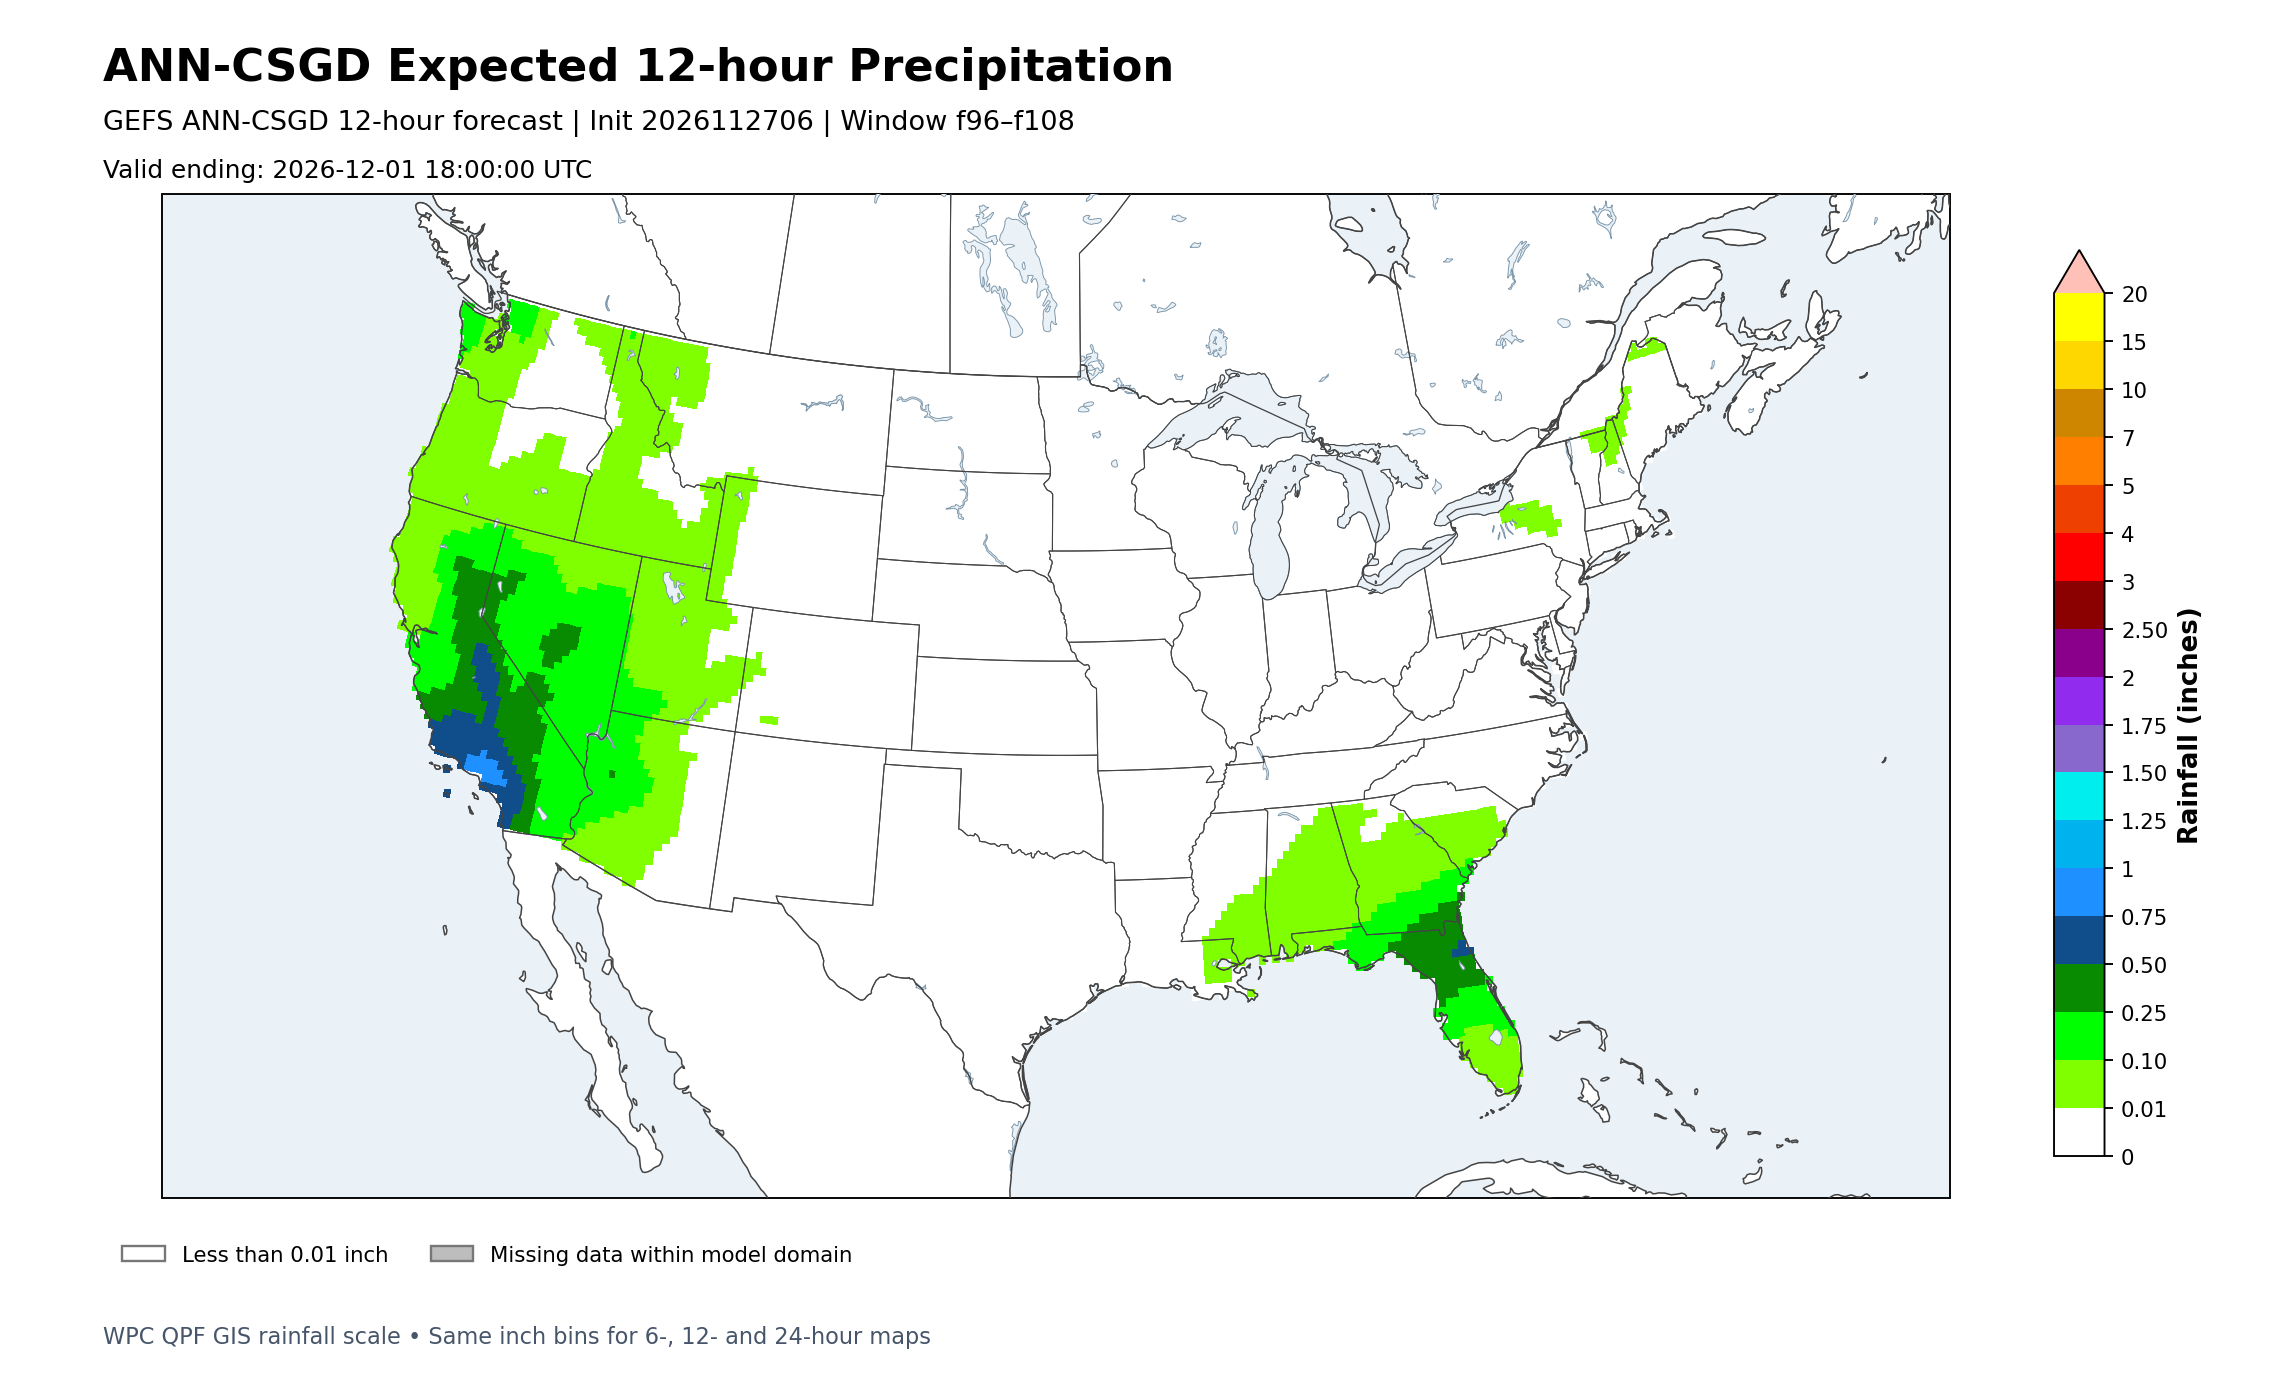 ANN-CSGD Expected 12-hour Precipitation
GEFS ANN-CSGD 12-hour forecast | Init 2026112706 | Window f96–f108
Valid ending: 2026-12-01 18:00:00 UTC
20
15
10
7
5
4
3
2.50
2
1.75
1.50
1.25
1
0.75
0.50
0.25
0.10
0.01
0
Rainfall (inches)
Less than 0.01 inch
Missing data within model domain
WPC QPF GIS rainfall scale • Same inch bins for 6-, 12- and 24-hour maps